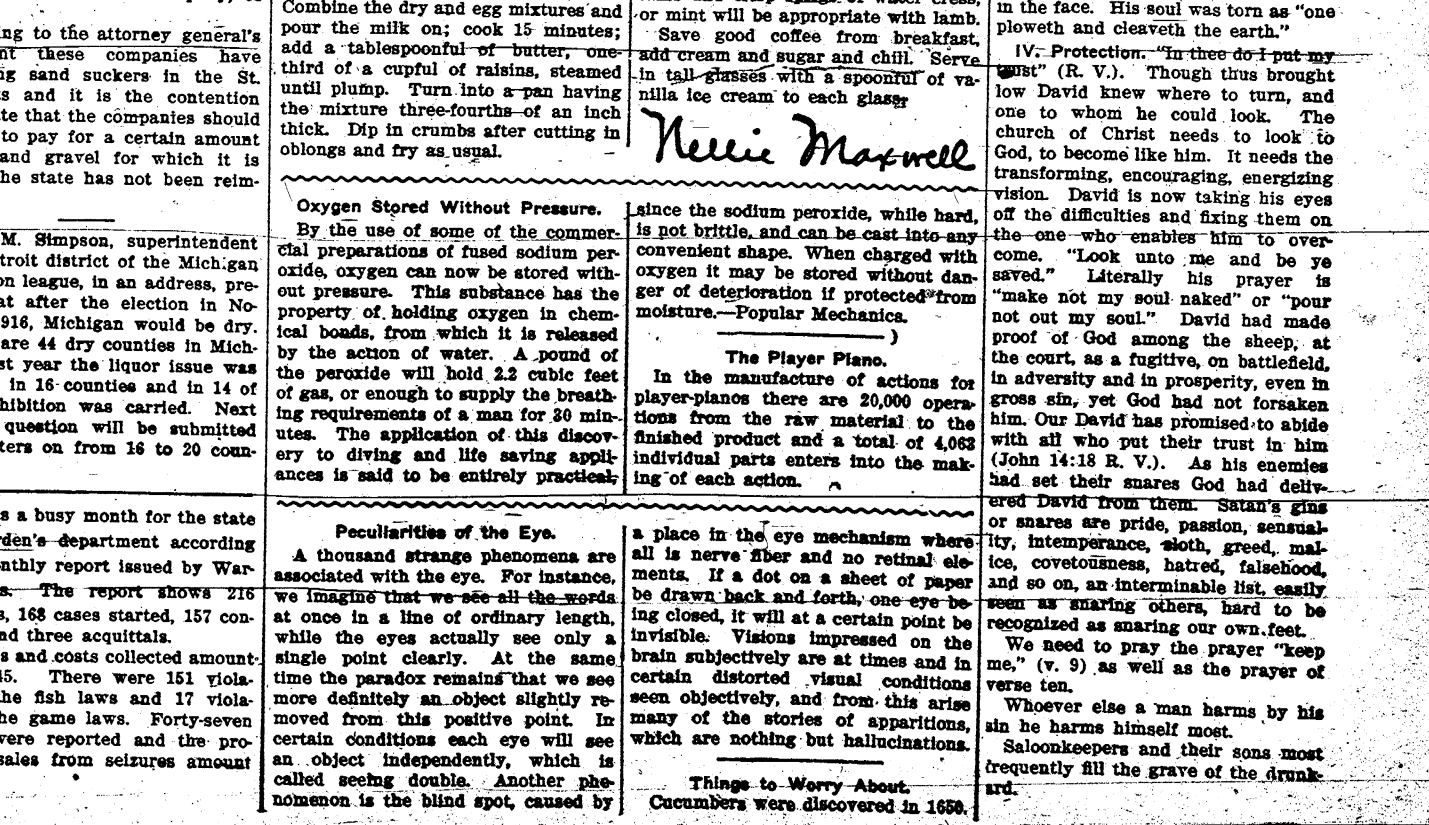 ng to the attorney general's
nt these companies have
ng sand suckers in the St.
s and it is the contention
te that the companies should
to pay for a certain amount
and gravel for which it is
he state has not been reim-
M. Simpson, superintendent
troit district of the Michigan
on league, in an address, pre-
at after the election in No-
916, Michigan would be dry.
are 44 dry counties in Mich-
st year the liquor issue was
in 16 counties and in 14 of
hibition was carried. Next
question will be submitted
ters on from 16 to 20 coun-
s a busy month for the state
rden's department according
nthly report issued by War-
s. The report shows 216
s, 168 cases started, 157 con-
nd three acquittals.
s and costs collected amount-
45. There were 151 viola-
he fish laws and 17 viola-
he game laws. Forty-seven
were reported and the pro-
sales from seizures amount
Combine the dry and egg mixtures and
pour the milk on; cook 15 minutes;
add a tablespoonful of butter, one-
third of a cupful of raisins, steamed
until plump. Turn into a pan having
the mixture three-fourths of an inch
thick. Dip in crumbs after cutting in
oblongs and fry as usual.
or mint will be appropriate with lamb.
Save good coffee from breakfast,
add cream and sugar and chill. Serve
in tall glasses with a spoonful of va-
nilla ice cream to each glass.
Nellie Maxwell
Oxygen Stored Without Pressure.
By the use of some of the commer-
cial preparations of fused sodium per-
oxide, oxygen can now be stored with-
out pressure. This substance has the
property of holding oxygen in chem-
ical bonds, from which it is released
by the action of water. A pound of
the peroxide will hold 2.2 cubic feet
of gas, or enough to supply the breath-
ing requirements of a man for 30 min-
utes. The application of this discov-
ery to diving and life saving appli-
ances is said to be entirely practical,
since the sodium peroxide, while hard,
is not brittle, and can be cast into any
convenient shape. When charged with
oxygen it may be stored without dan-
ger of deterioration if protected from
moisture.—Popular Mechanics.
The Player Piano.
In the manufacture of actions for
player-pianos there are 20,000 opera-
tions from the raw material to the
finished product and a total of 4,063
individual parts enters into the mak-
ing of each action.
Peculiarities of the Eye.
A thousand strange phenomena are
associated with the eye. For instance,
we imagine that we see all the words
at once in a line of ordinary length,
while the eyes actually see only a
single point clearly. At the same
time the paradox remains that we see
more definitely an object slightly re-
moved from this positive point. In
certain conditions each eye will see
an object independently, which is
called seeing double. Another phe-
nomenon is the blind spot, caused by
a place in the eye mechanism where
all is nerve fiber and no retinal ele-
ments. If a dot on a sheet of paper
be drawn back and forth, one eye be-
ing closed, it will at a certain point be
invisible. Visions impressed on the
brain subjectively are at times and in
certain distorted visual conditions
seen objectively, and from this arise
many of the stories of apparitions,
which are nothing but hallucinations.
Things to Worry About.
Cucumbers were discovered in 1650.
in the face. His soul was torn as "one
ploweth and cleaveth the earth."
IV. Protection. "In thee do I put my
trust" (R. V.). Though thus brought
low David knew where to turn, and
one to whom he could look. The
church of Christ needs to look to
God, to become like him. It needs the
transforming, encouraging, energizing
vision. David is now taking his eyes
off the difficulties and fixing them on
the one who enables him to over-
come. "Look unto me and be ye
saved." Literally his prayer is
"make not my soul naked" or "pour
not out my soul." David had made
proof of God among the sheep, at
the court, as a fugitive, on battlefield,
in adversity and in prosperity, even in
gross sin, yet God had not forsaken
him. Our David has promised to abide
with all who put their trust in him
(John 14:18 R. V.). As his enemies
had set their snares God had deliv-
ered David from them. Satan's gins
or snares are pride, passion, sensual-
ity, intemperance, sloth, greed, mal-
ice, covetousness, hatred, falsehood,
and so on, an interminable list, easily
seen as snaring others, hard to be
recognized as snaring our own feet.
We need to pray the prayer "keep
me," (v. 9) as well as the prayer of
verse ten.
Whoever else a man harms by his
sin he harms himself most.
Saloonkeepers and their sons most
frequently fill the grave of the drunk-
ard.